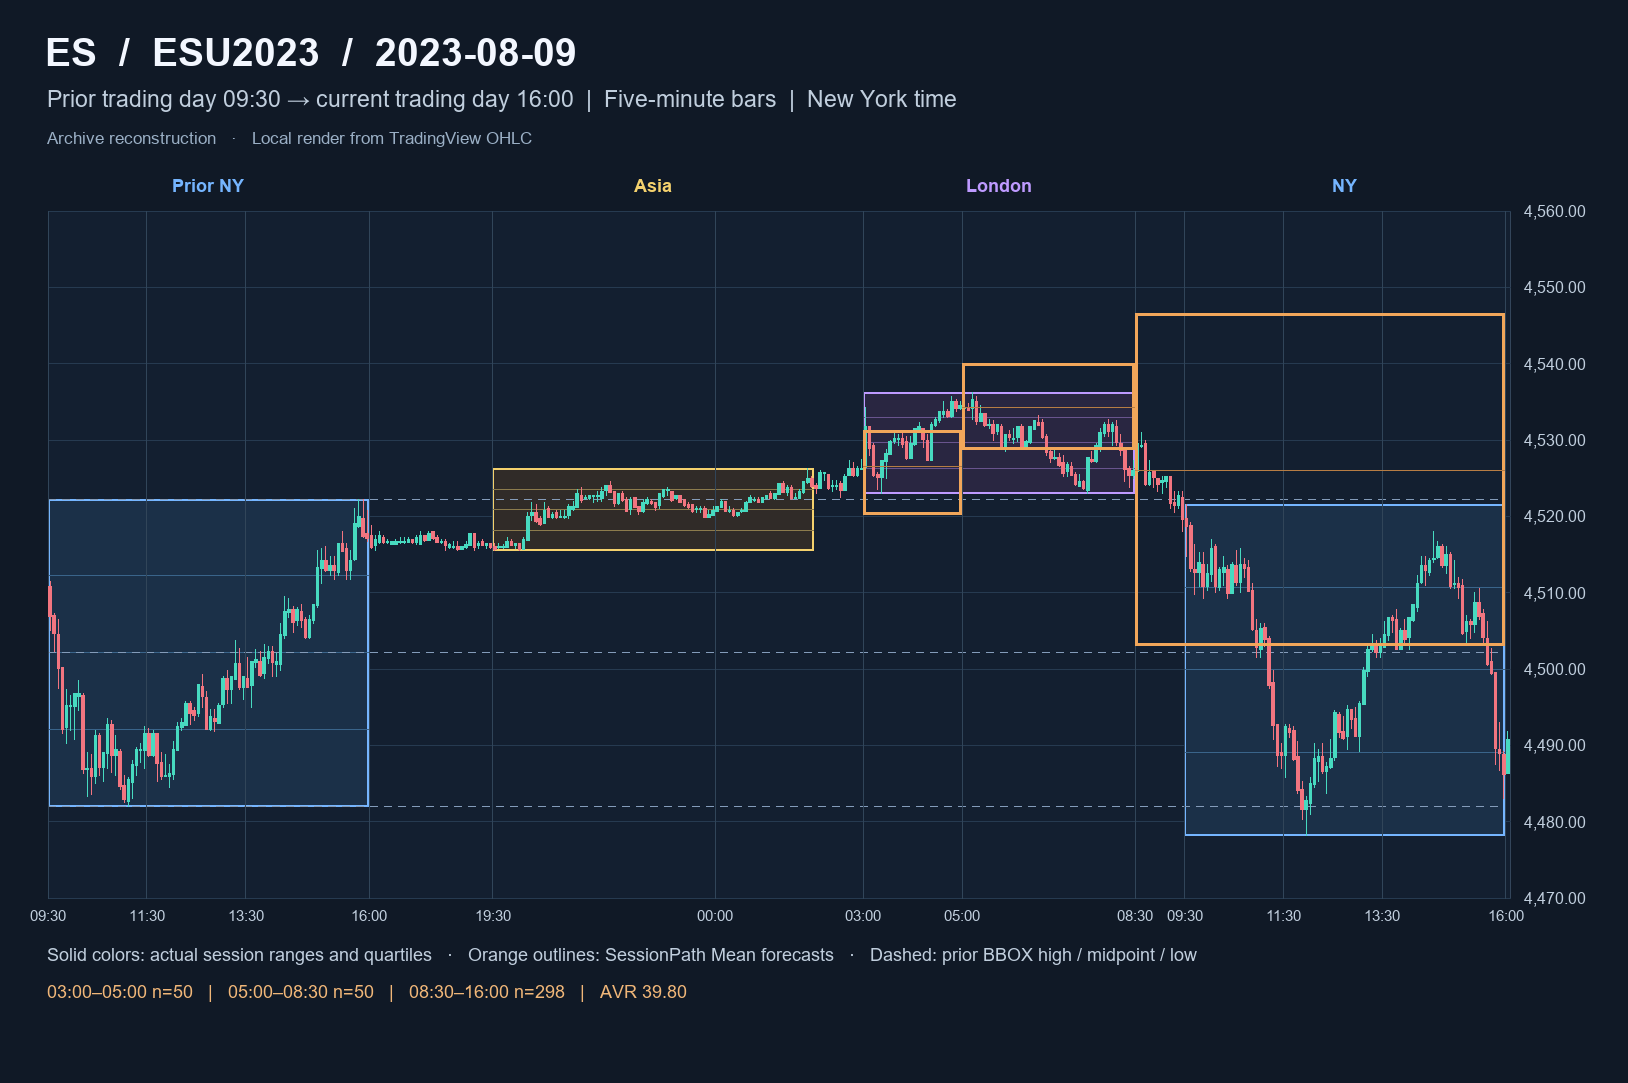 ES / ESU2023 / 2023-08-09
Prior trading day 09:30 → current trading day 16:00 | Five-minute bars | New York time
Archive reconstruction · Local render from TradingView OHLC
Prior NY Asia London NY
4,560.00
4,550.00
4,540.00
4,530.00
4,520.00
4,510.00
4,500.00
4,490.00
4,480.00
4,470.00
09:30 11:30 13:30 16:00 19:30 00:00 03:00 05:00 08:30 09:30 11:30 13:30 16:00
Solid colors: actual session ranges and quartiles · Orange outlines: SessionPath Mean forecasts · Dashed: prior BBOX high / midpoint / low
03:00–05:00 n=50 | 05:00–08:30 n=50 | 08:30–16:00 n=298 | AVR 39.80